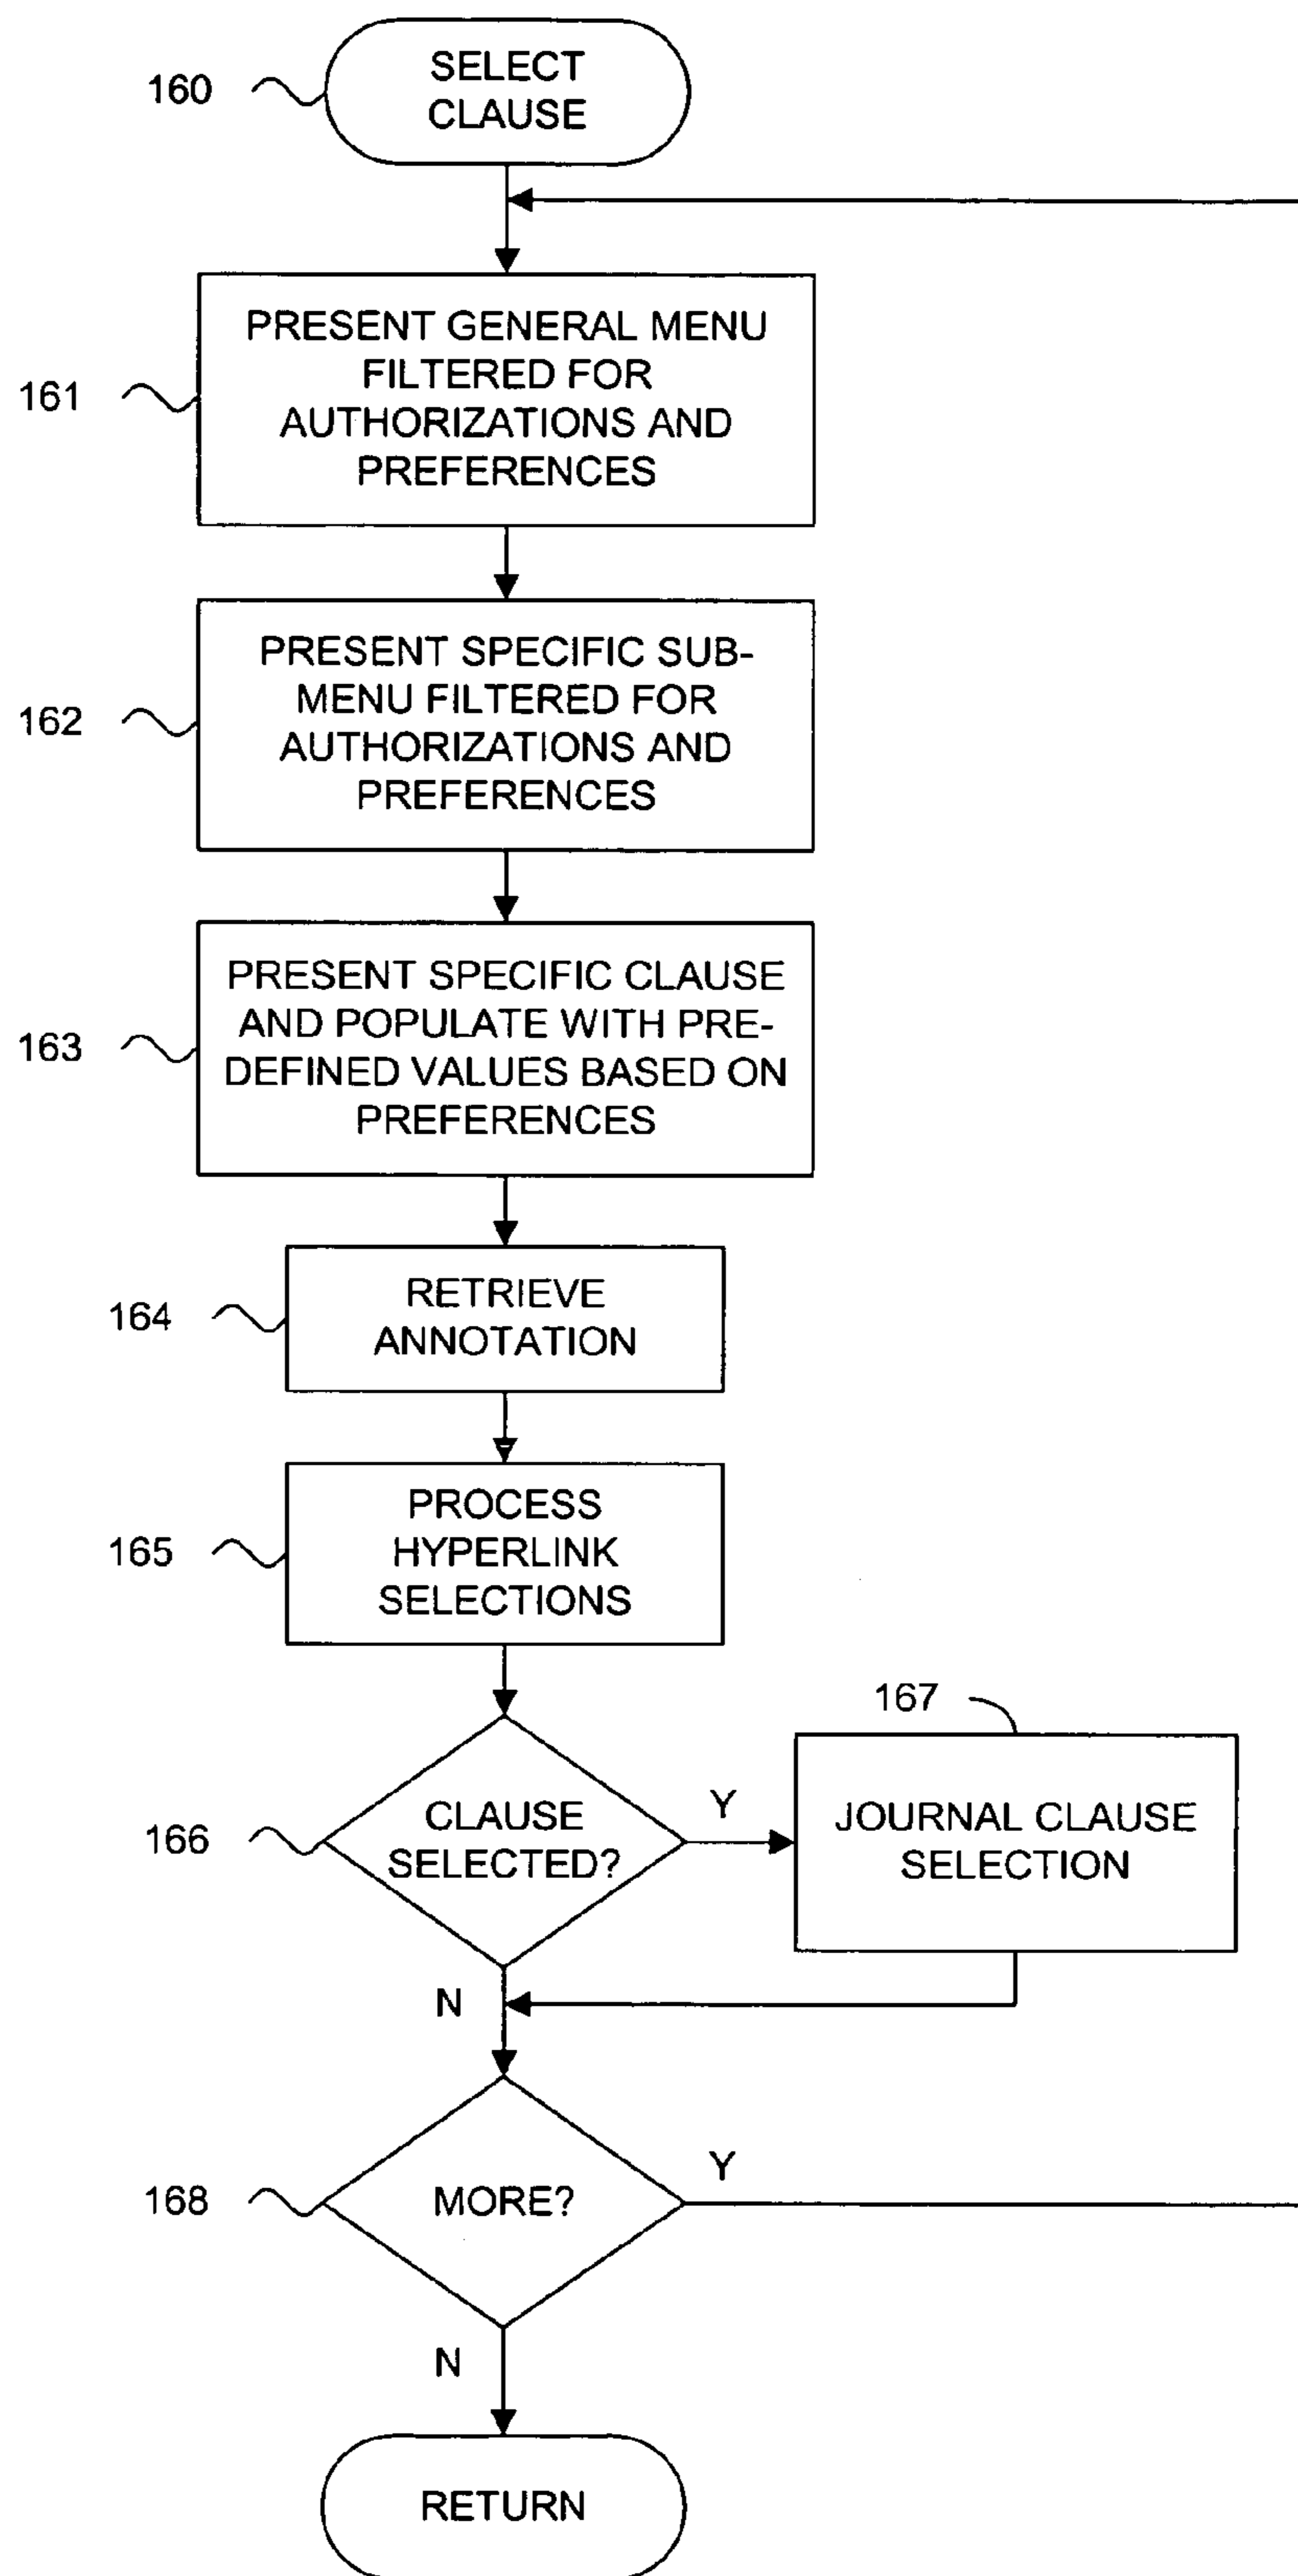 160
SELECT
CLAUSE
161
PRESENT GENERAL MENU
FILTERED FOR
AUTHORIZATIONS AND
PREFERENCES
162
PRESENT SPECIFIC SUB-
MENU FILTERED FOR
AUTHORIZATIONS AND
PREFERENCES
163
PRESENT SPECIFIC CLAUSE
AND POPULATE WITH PRE-
DEFINED VALUES BASED ON
PREFERENCES
164
RETRIEVE
ANNOTATION
165
PROCESS
HYPERLINK
SELECTIONS
166
CLAUSE
SELECTED?
Y
167
JOURNAL CLAUSE
SELECTION
N
168
MORE?
Y
N
RETURN